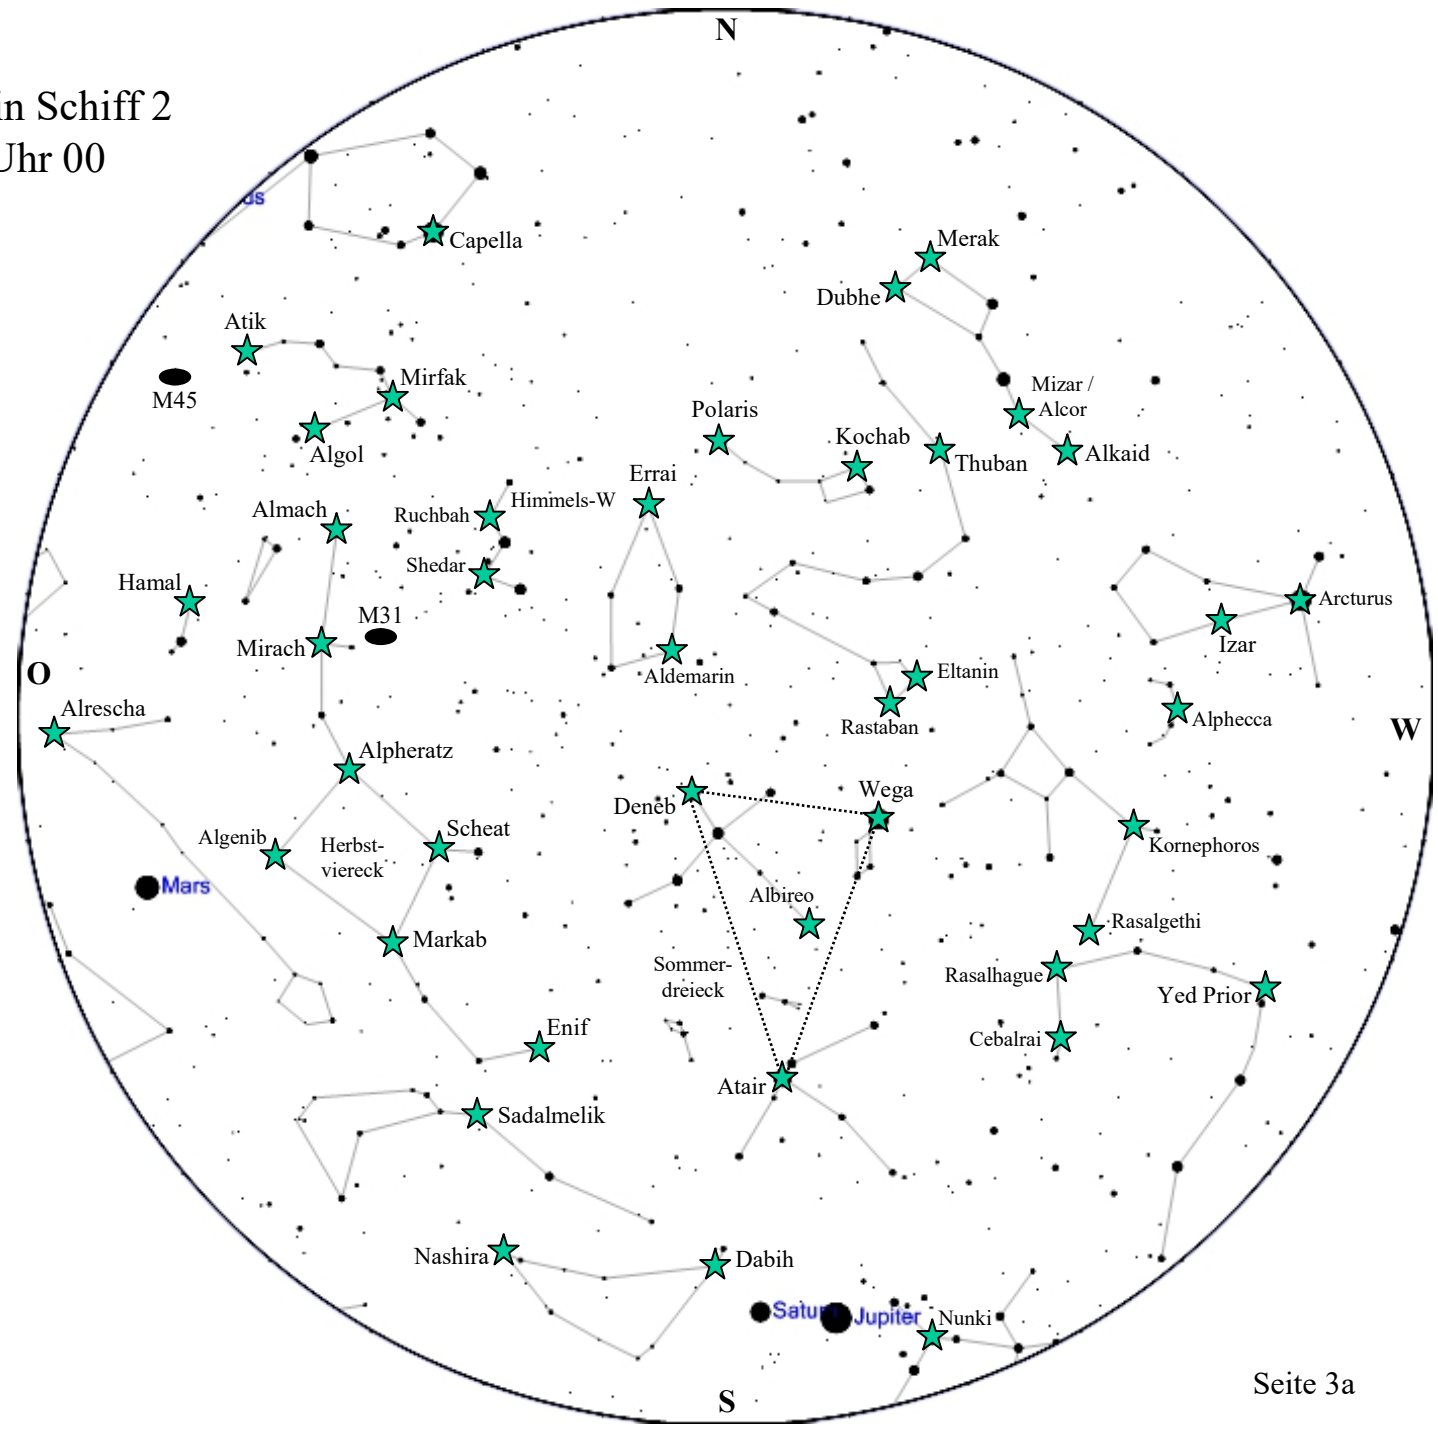 N
in Schiff 2
Uhr 00
ds
Capella
Merak
Dubhe
Atik
M45
Mirfak
Algol
Mizar /
Alcor
Alkaid
Polaris
Kochab
Thuban
Errai
Almach
Ruchbah
Himmels-W
Shedar
Hamal
M31
Mirach
Aldemarin
Arcturus
Izar
O
Eltanin
Rastaban
Alphecca
W
Alrescha
Alpheratz
Deneb
Wega
Algenib
Herbst-
viereck
Scheat
Kornephoros
Mars
Albireo
Markab
Rasalgethi
Sommer-
dreieck
Rasalhague
Yed Prior
Enif
Cebalrai
Atair
Sadalmelik
Nashira
Dabih
Saturn
Jupiter
Nunki
Seite 3a
S